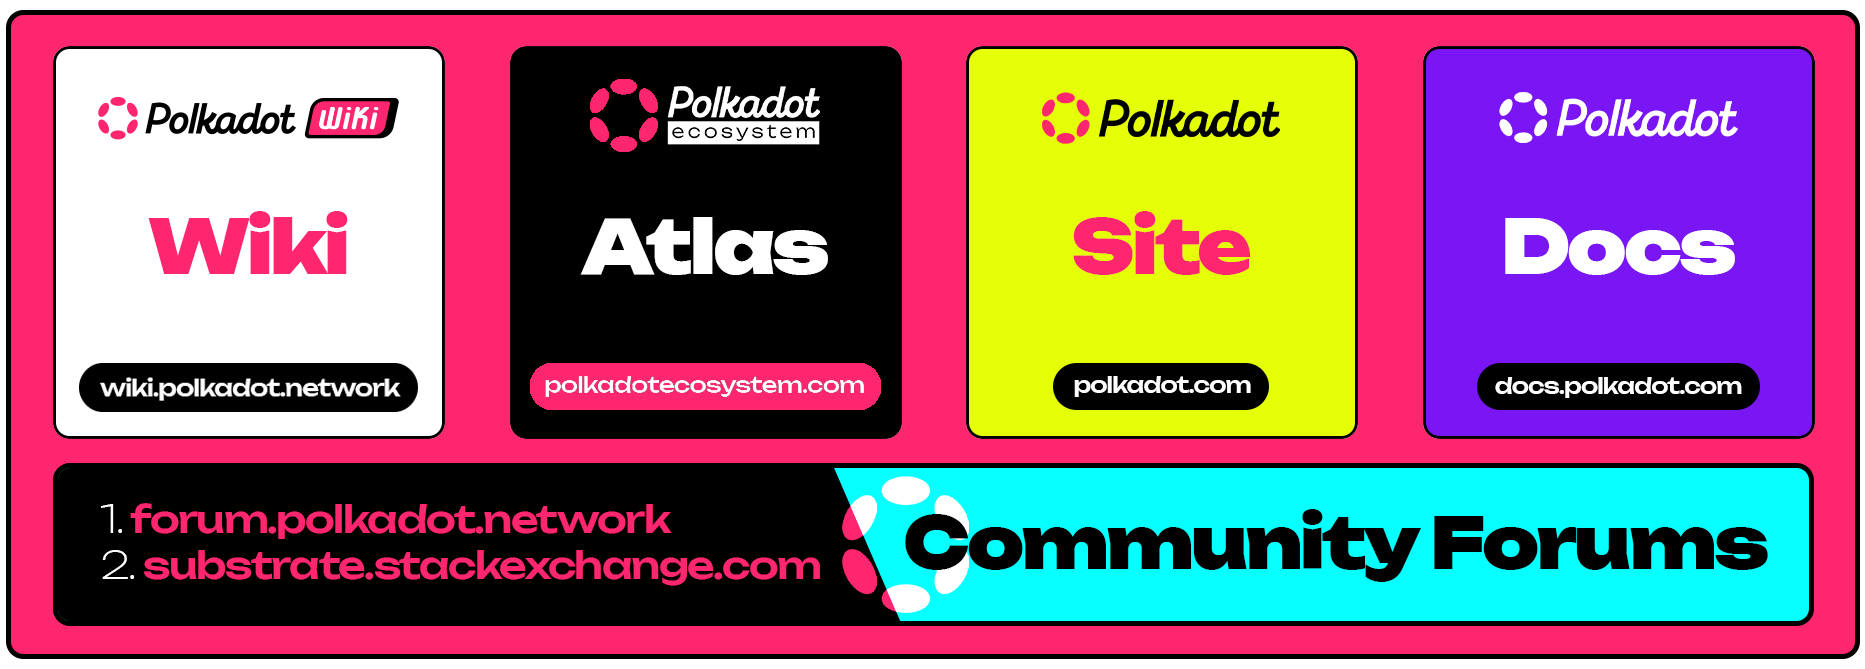 Polkadot WiKi
Wiki
wiki.polkadot.network
Polkadot
ecosystem
Atlas
polkadotecosystem.com
Polkadot
Site
polkadot.com
Polkadot
Docs
docs.polkadot.com
1. forum.polkadot.network
2. substrate.stackexchange.com
Community Forums